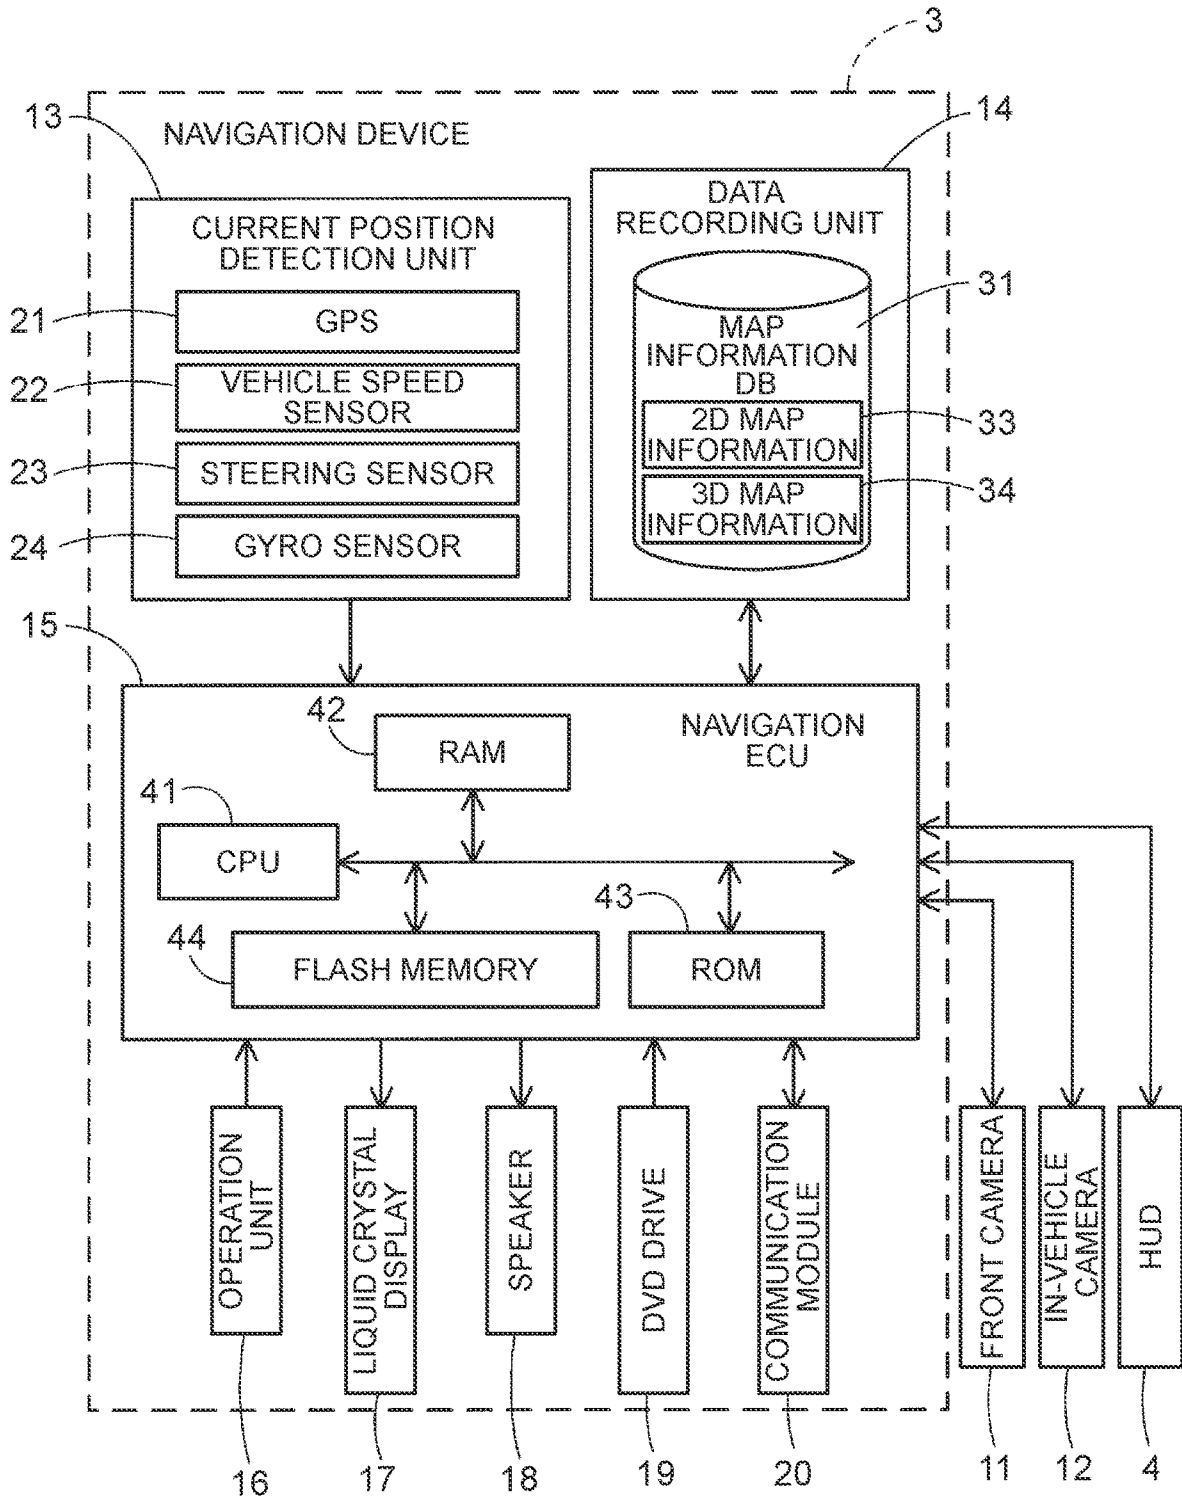 3
13
NAVIGATION DEVICE
14
CURRENT POSITION
DETECTION UNIT
21
GPS
22
VEHICLE SPEED
SENSOR
23
STEERING SENSOR
24
GYRO SENSOR
DATA
RECORDING UNIT
31
MAP
INFORMATION
DB
2D MAP
INFORMATION
33
3D MAP
INFORMATION
34
15
42
RAM
NAVIGATION
ECU
41
CPU
43
44
FLASH MEMORY
ROM
OPERATION
UNIT
LIQUID CRYSTAL
DISPLAY
SPEAKER
DVD DRIVE
COMMUNICATION
MODULE
FRONT CAMERA
IN-VEHICLE
CAMERA
HUD
16
17
18
19
20
11
12
4